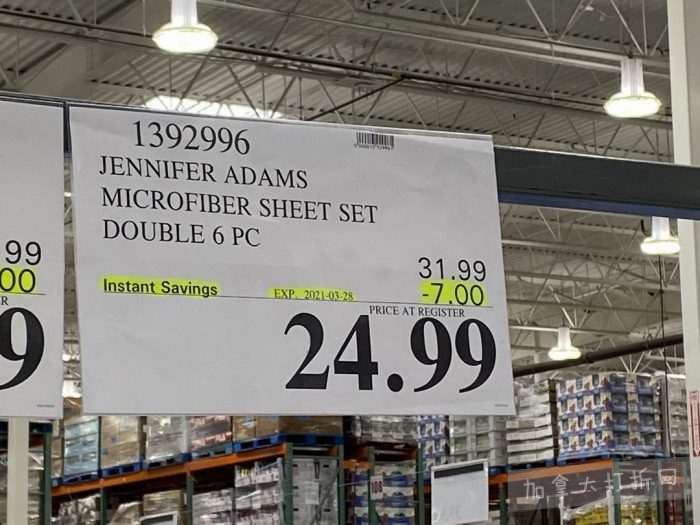 1392996
JENNIFER ADAMS
MICROFIBER SHEET SET
DOUBLE 6 PC
31.99
Instant Savings EXP. 2021-03-28 -7.00
PRICE AT REGISTER
24.99
.99
00
R
9
加拿大打折网